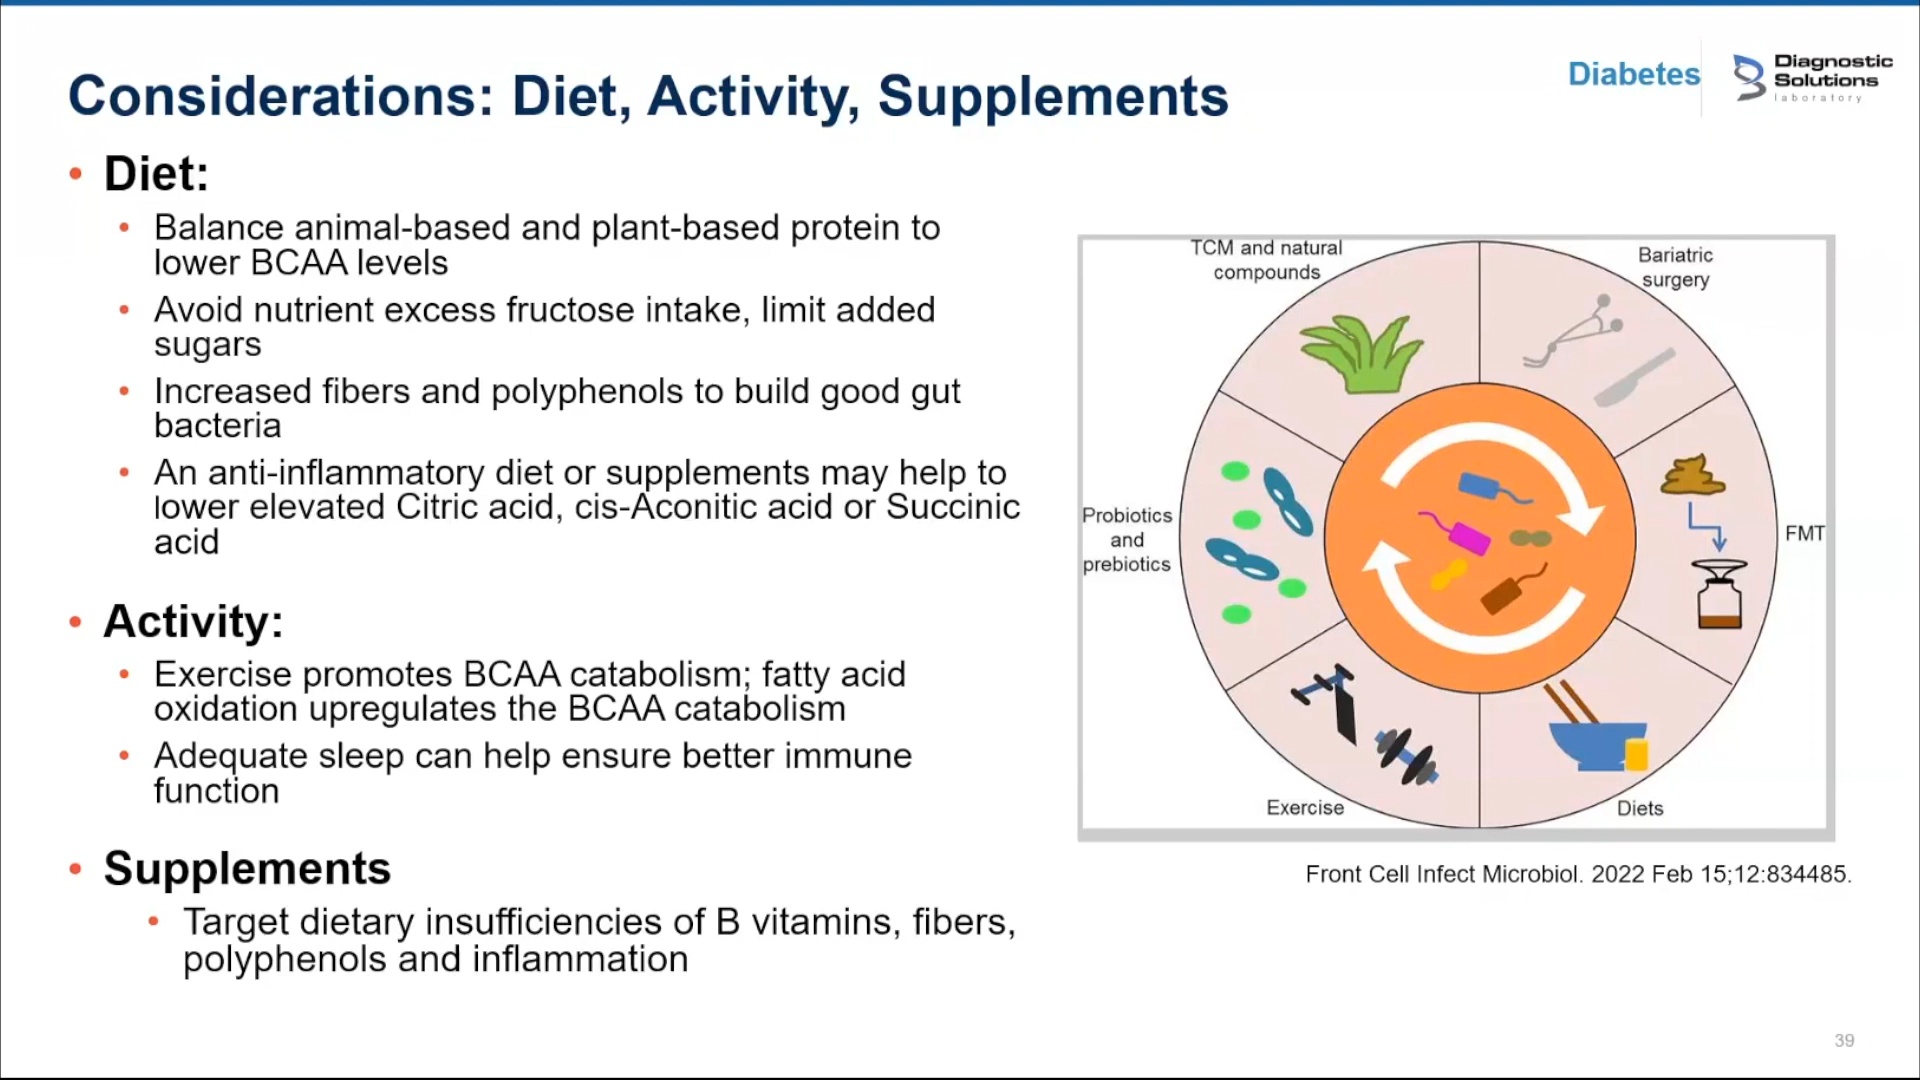 Considerations: Diet, Activity, Supplements
Diabetes
Diagnostic
Solutions
laboratory
• Diet:
• Balance animal-based and plant-based protein to
lower BCAA levels
• Avoid nutrient excess fructose intake, limit added
sugars
• Increased fibers and polyphenols to build good gut
bacteria
• An anti-inflammatory diet or supplements may help to
lower elevated Citric acid, cis-Aconitic acid or Succinic
acid
• Activity:
• Exercise promotes BCAA catabolism; fatty acid
oxidation upregulates the BCAA catabolism
• Adequate sleep can help ensure better immune
function
• Supplements
• Target dietary insufficiencies of B vitamins, fibers,
polyphenols and inflammation
TCM and natural
compounds
Bariatric
surgery
Probiotics
and
prebiotics
FMT
Exercise
Diets
Front Cell Infect Microbiol. 2022 Feb 15;12:834485.
39